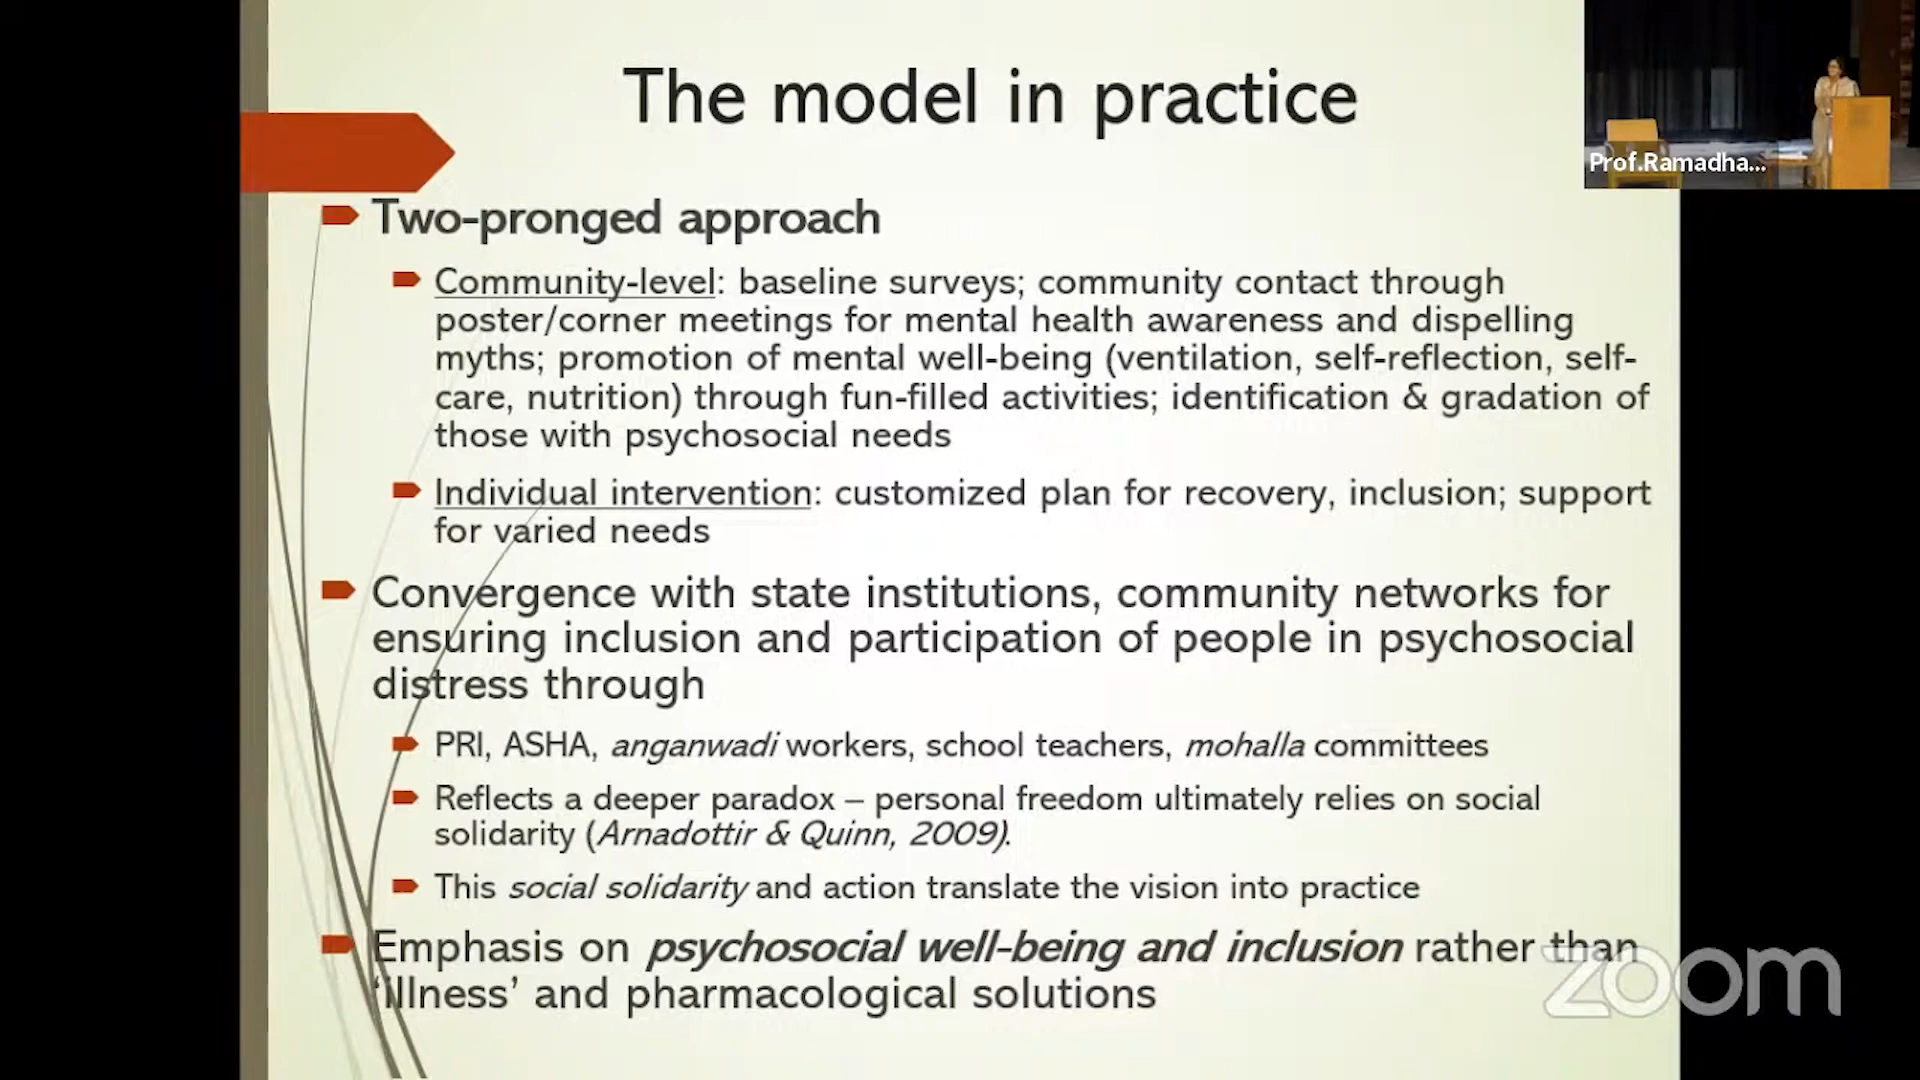 The model in practice
Prof.Ramadha...
Two-pronged approach
Community-level: baseline surveys; community contact through
poster/corner meetings for mental health awareness and dispelling
myths; promotion of mental well-being (ventilation, self-reflection, self-
care, nutrition) through fun-filled activities; identification & gradation of
those with psychosocial needs
Individual intervention: customized plan for recovery, inclusion; support
for varied needs
Convergence with state institutions, community networks for
ensuring inclusion and participation of people in psychosocial
distress through
PRI, ASHA, anganwadi workers, school teachers, mohalla committees
Reflects a deeper paradox – personal freedom ultimately relies on social
solidarity (Arnadottir & Quinn, 2009).
This social solidarity and action translate the vision into practice
Emphasis on psychosocial well-being and inclusion rather than
‘illness’ and pharmacological solutions
zoom